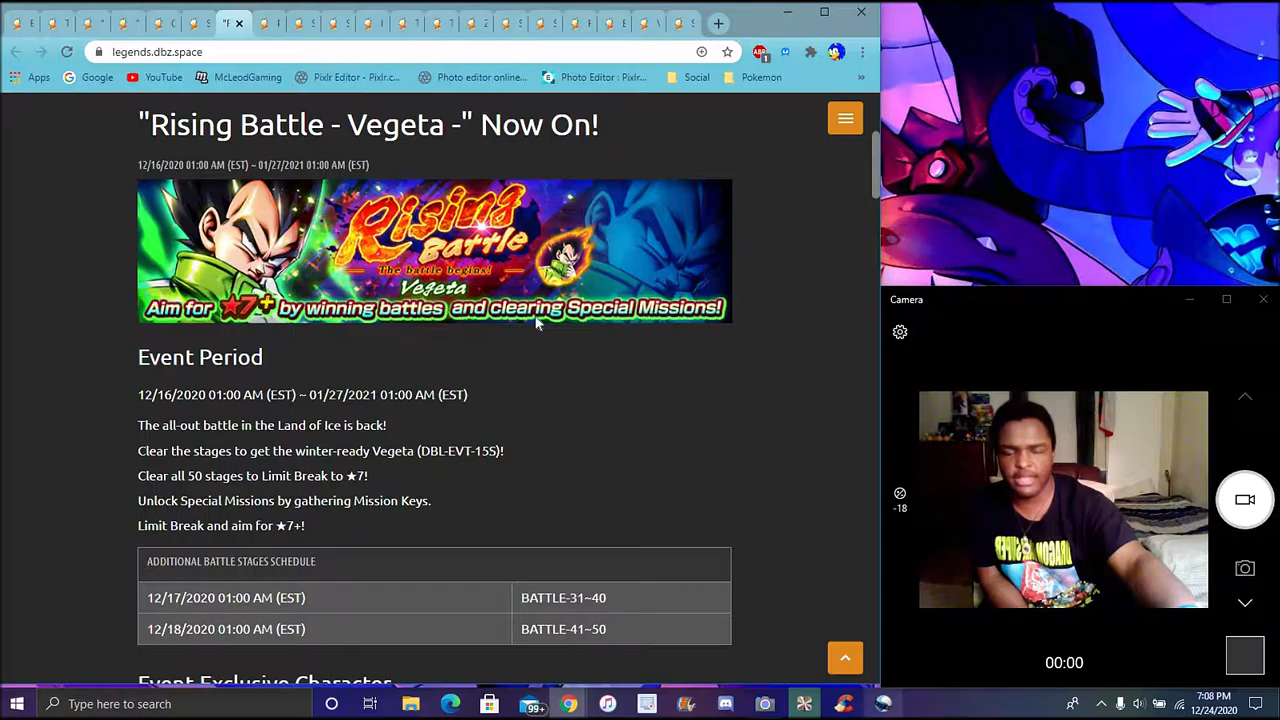 "F
legends.dbz.space
Apps
Google
YouTube
McLeodGaming
Pixlr Editor - Pixlr.c...
Photo editor online...
Photo Editor : Pixlr...
Social
Pokemon
»
"Rising Battle - Vegeta -" Now On!
12/16/2020 01:00 AM (EST) ~ 01/27/2021 01:00 AM (EST)
Rising
Battle
The battle begins!
Vegeta
Aim for ★7+ by winning battles and clearing Special Missions!
Event Period
12/16/2020 01:00 AM (EST) ~ 01/27/2021 01:00 AM (EST)
The all-out battle in the Land of Ice is back!
Clear the stages to get the winter-ready Vegeta (DBL-EVT-15S)!
Clear all 50 stages to Limit Break to ★7!
Unlock Special Missions by gathering Mission Keys.
Limit Break and aim for ★7+!
ADDITIONAL BATTLE STAGES SCHEDULE
12/17/2020 01:00 AM (EST) BATTLE-31~40
12/18/2020 01:00 AM (EST) BATTLE-41~50
Event Exclusive Character
Camera
-18
00:00
Type here to search
99+
7:08 PM
12/24/2020